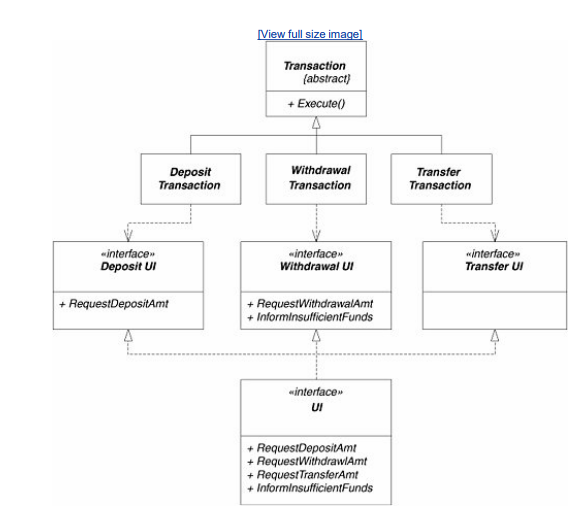 [View full size image]
Transaction
{abstract}
+ Execute()
Deposit
Transaction
Withdrawal
Transaction
Transfer
Transaction
«interface»
Deposit UI
+ RequestDepositAmt
«interface»
Withdrawal UI
+ RequestWithdrawalAmt
+ InformInsufficientFunds
«interface»
Transfer UI
«interface»
UI
+ RequestDepositAmt
+ RequestWithdrawlAmt
+ RequestTransferAmt
+ InformInsufficientFunds